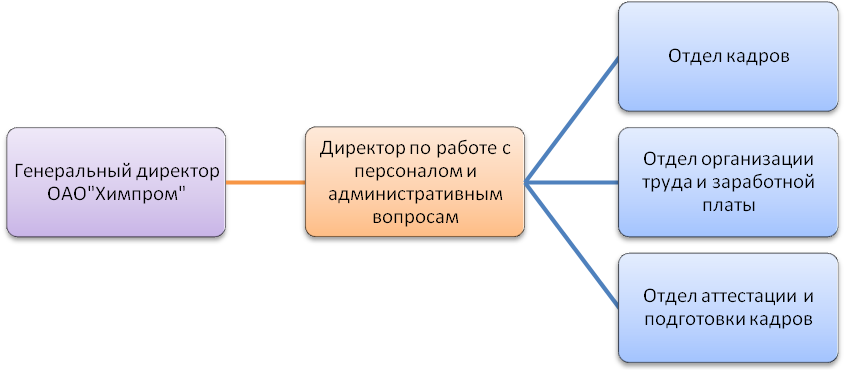 Генеральный директор
ОАО"Химпром"
Директор по работе с
персоналом и
административным
вопросам
Отдел кадров
Отдел организации
труда и заработной
платы
Отдел аттестации и
подготовки кадров